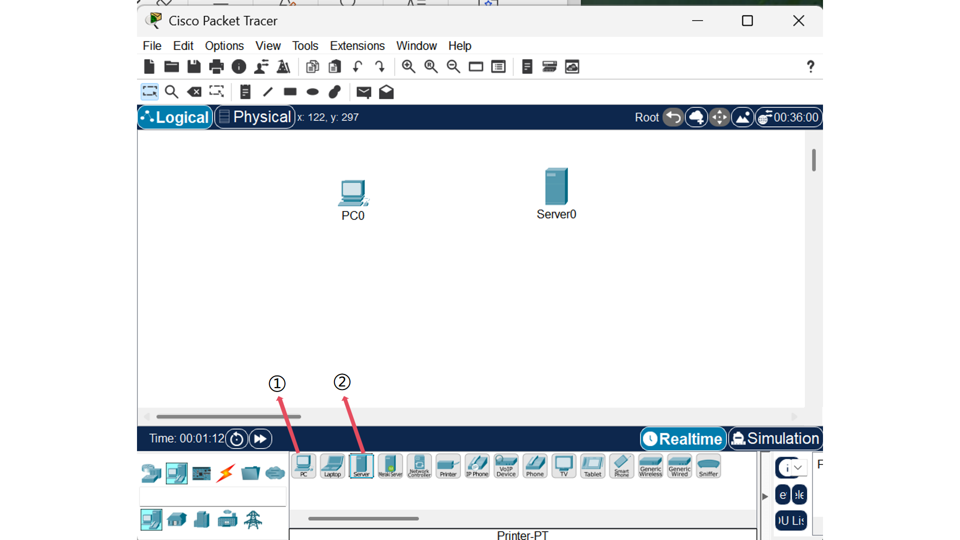 Cisco Packet Tracer
File Edit Options View Tools Extensions Window Help
?
Logical Physical x: 122, y: 297 Root 00:36:00
PC0 Server0
① ②
Time: 00:01:12 Realtime Simulation
PC Laptop Server Meraki Server Network Controller Printer IP Phone VoIP Device Phone TV Tablet Smart Phone Generic Wireless Generic Wired Sniffer
Printer-PT